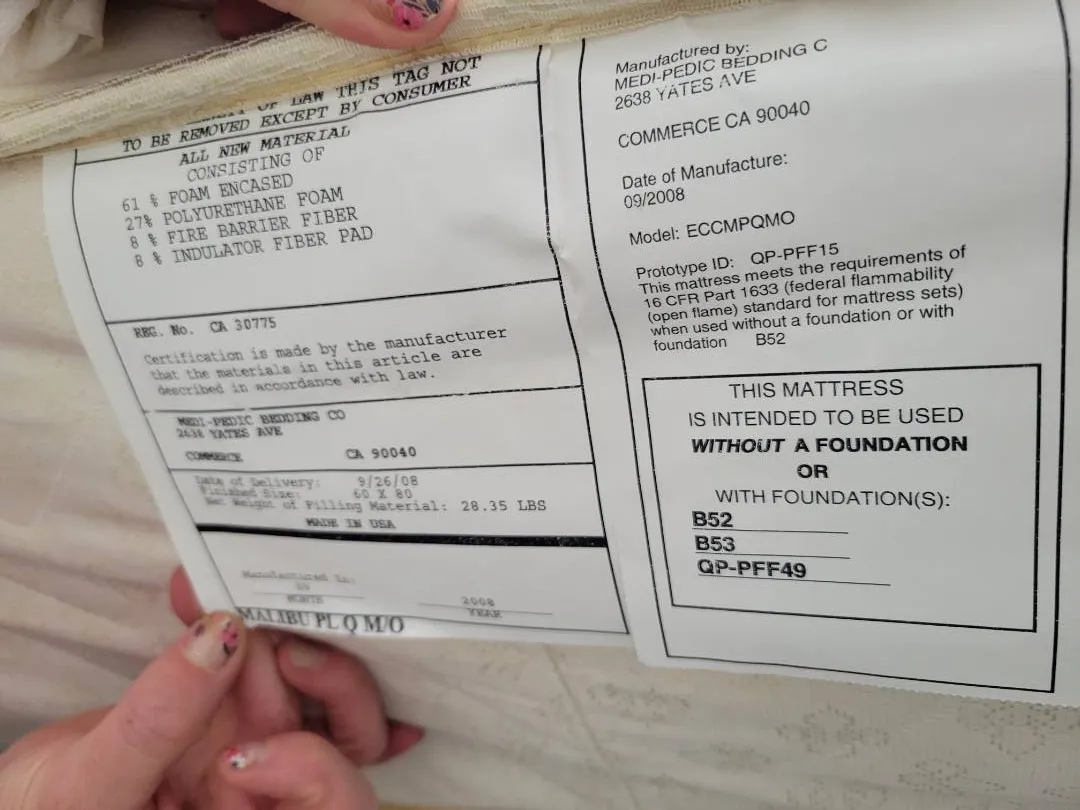 OF LAW THIS TAG NOT
TO BE REMOVED EXCEPT BY CONSUMER
ALL NEW MATERIAL
CONSISTING OF
61 % FOAM ENCASED
27% POLYURETHANE FOAM
8 % FIRE BARRIER FIBER
8 % INDULATOR FIBER PAD
REG. No. CA 30775
Certification is made by the manufacturer
that the materials in this article are
described in accordance with law.
MEDI-PEDIC BEDDING CO
2638 YATES AVE
COMMERCE CA 90040
Date of Delivery: 9/26/08
Finished Size: 60 X 80
Net Weight of Filling Material: 28.35 LBS
MADE IN USA
Manufactured In:
09 2008
MONTH YEAR
MALIBU PL Q M/O
Manufactured by:
MEDI-PEDIC BEDDING C
2638 YATES AVE
COMMERCE CA 90040
Date of Manufacture:
09/2008
Model: ECCMPQMO
Prototype ID: QP-PFF15
This mattress meets the requirements of
16 CFR Part 1633 (federal flammability
(open flame) standard for mattress sets)
when used without a foundation or with
foundation B52
THIS MATTRESS
IS INTENDED TO BE USED
WITHOUT A FOUNDATION
OR
WITH FOUNDATION(S):
B52
B53
QP-PFF49